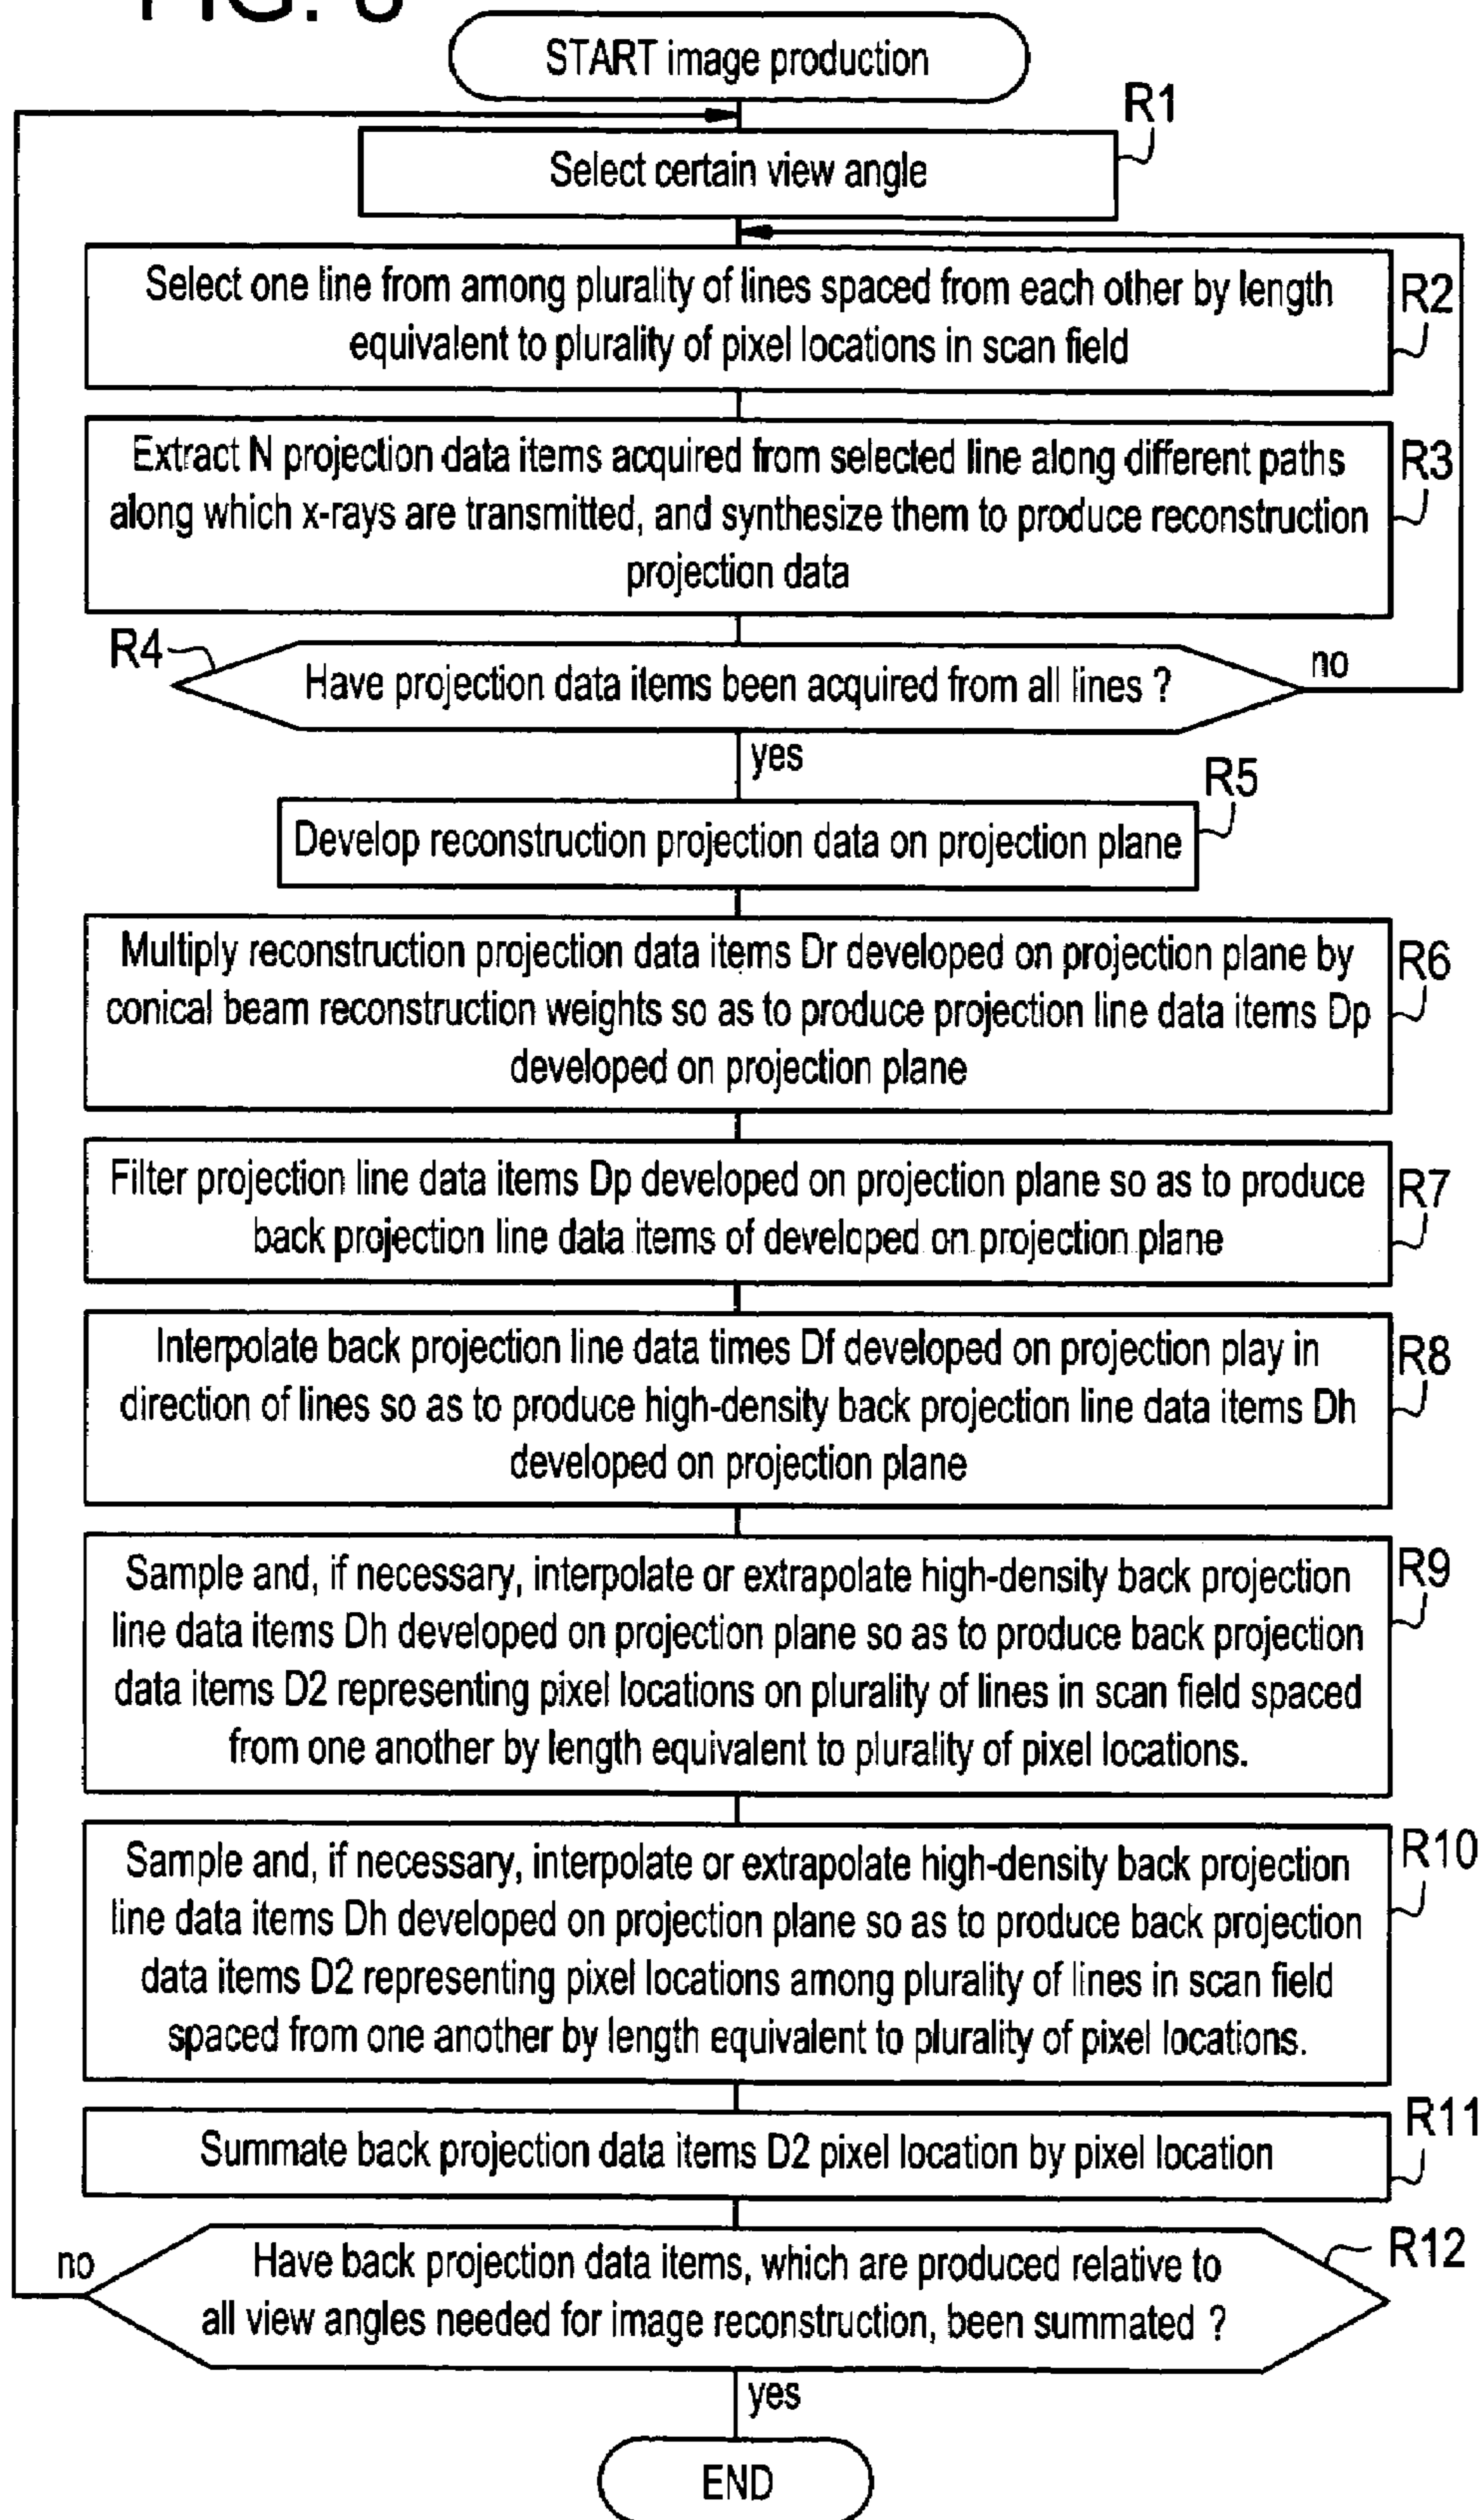 START image production
R1
Select certain view angle
Select one line from among plurality of lines spaced from each other by length
equivalent to plurality of pixel locations in scan field
R2
Extract N projection data items acquired from selected line along different paths
along which x-rays are transmitted, and synthesize them to produce reconstruction
projection data
R3
R4
Have projection data items been acquired from all lines ?
no
yes
R5
Develop reconstruction projection data on projection plane
Multiply reconstruction projection data items Dr developed on projection plane by
conical beam reconstruction weights so as to produce projection line data items Dp
developed on projection plane
R6
Filter projection line data items Dp developed on projection plane so as to produce
back projection line data items of developed on projection plane
R7
Interpolate back projection line data times Df developed on projection play in
direction of lines so as to produce high-density back projection line data items Dh
developed on projection plane
R8
Sample and, if necessary, interpolate or extrapolate high-density back projection
line data items Dh developed on projection plane so as to produce back projection
data items D2 representing pixel locations on plurality of lines in scan field spaced
from one another by length equivalent to plurality of pixel locations.
R9
Sample and, if necessary, interpolate or extrapolate high-density back projection
line data items Dh developed on projection plane so as to produce back projection
data items D2 representing pixel locations among plurality of lines in scan field
spaced from one another by length equivalent to plurality of pixel locations.
R10
Summate back projection data items D2 pixel location by pixel location
R11
no
Have back projection data items, which are produced relative to
all view angles needed for image reconstruction, been summated ?
R12
yes
END